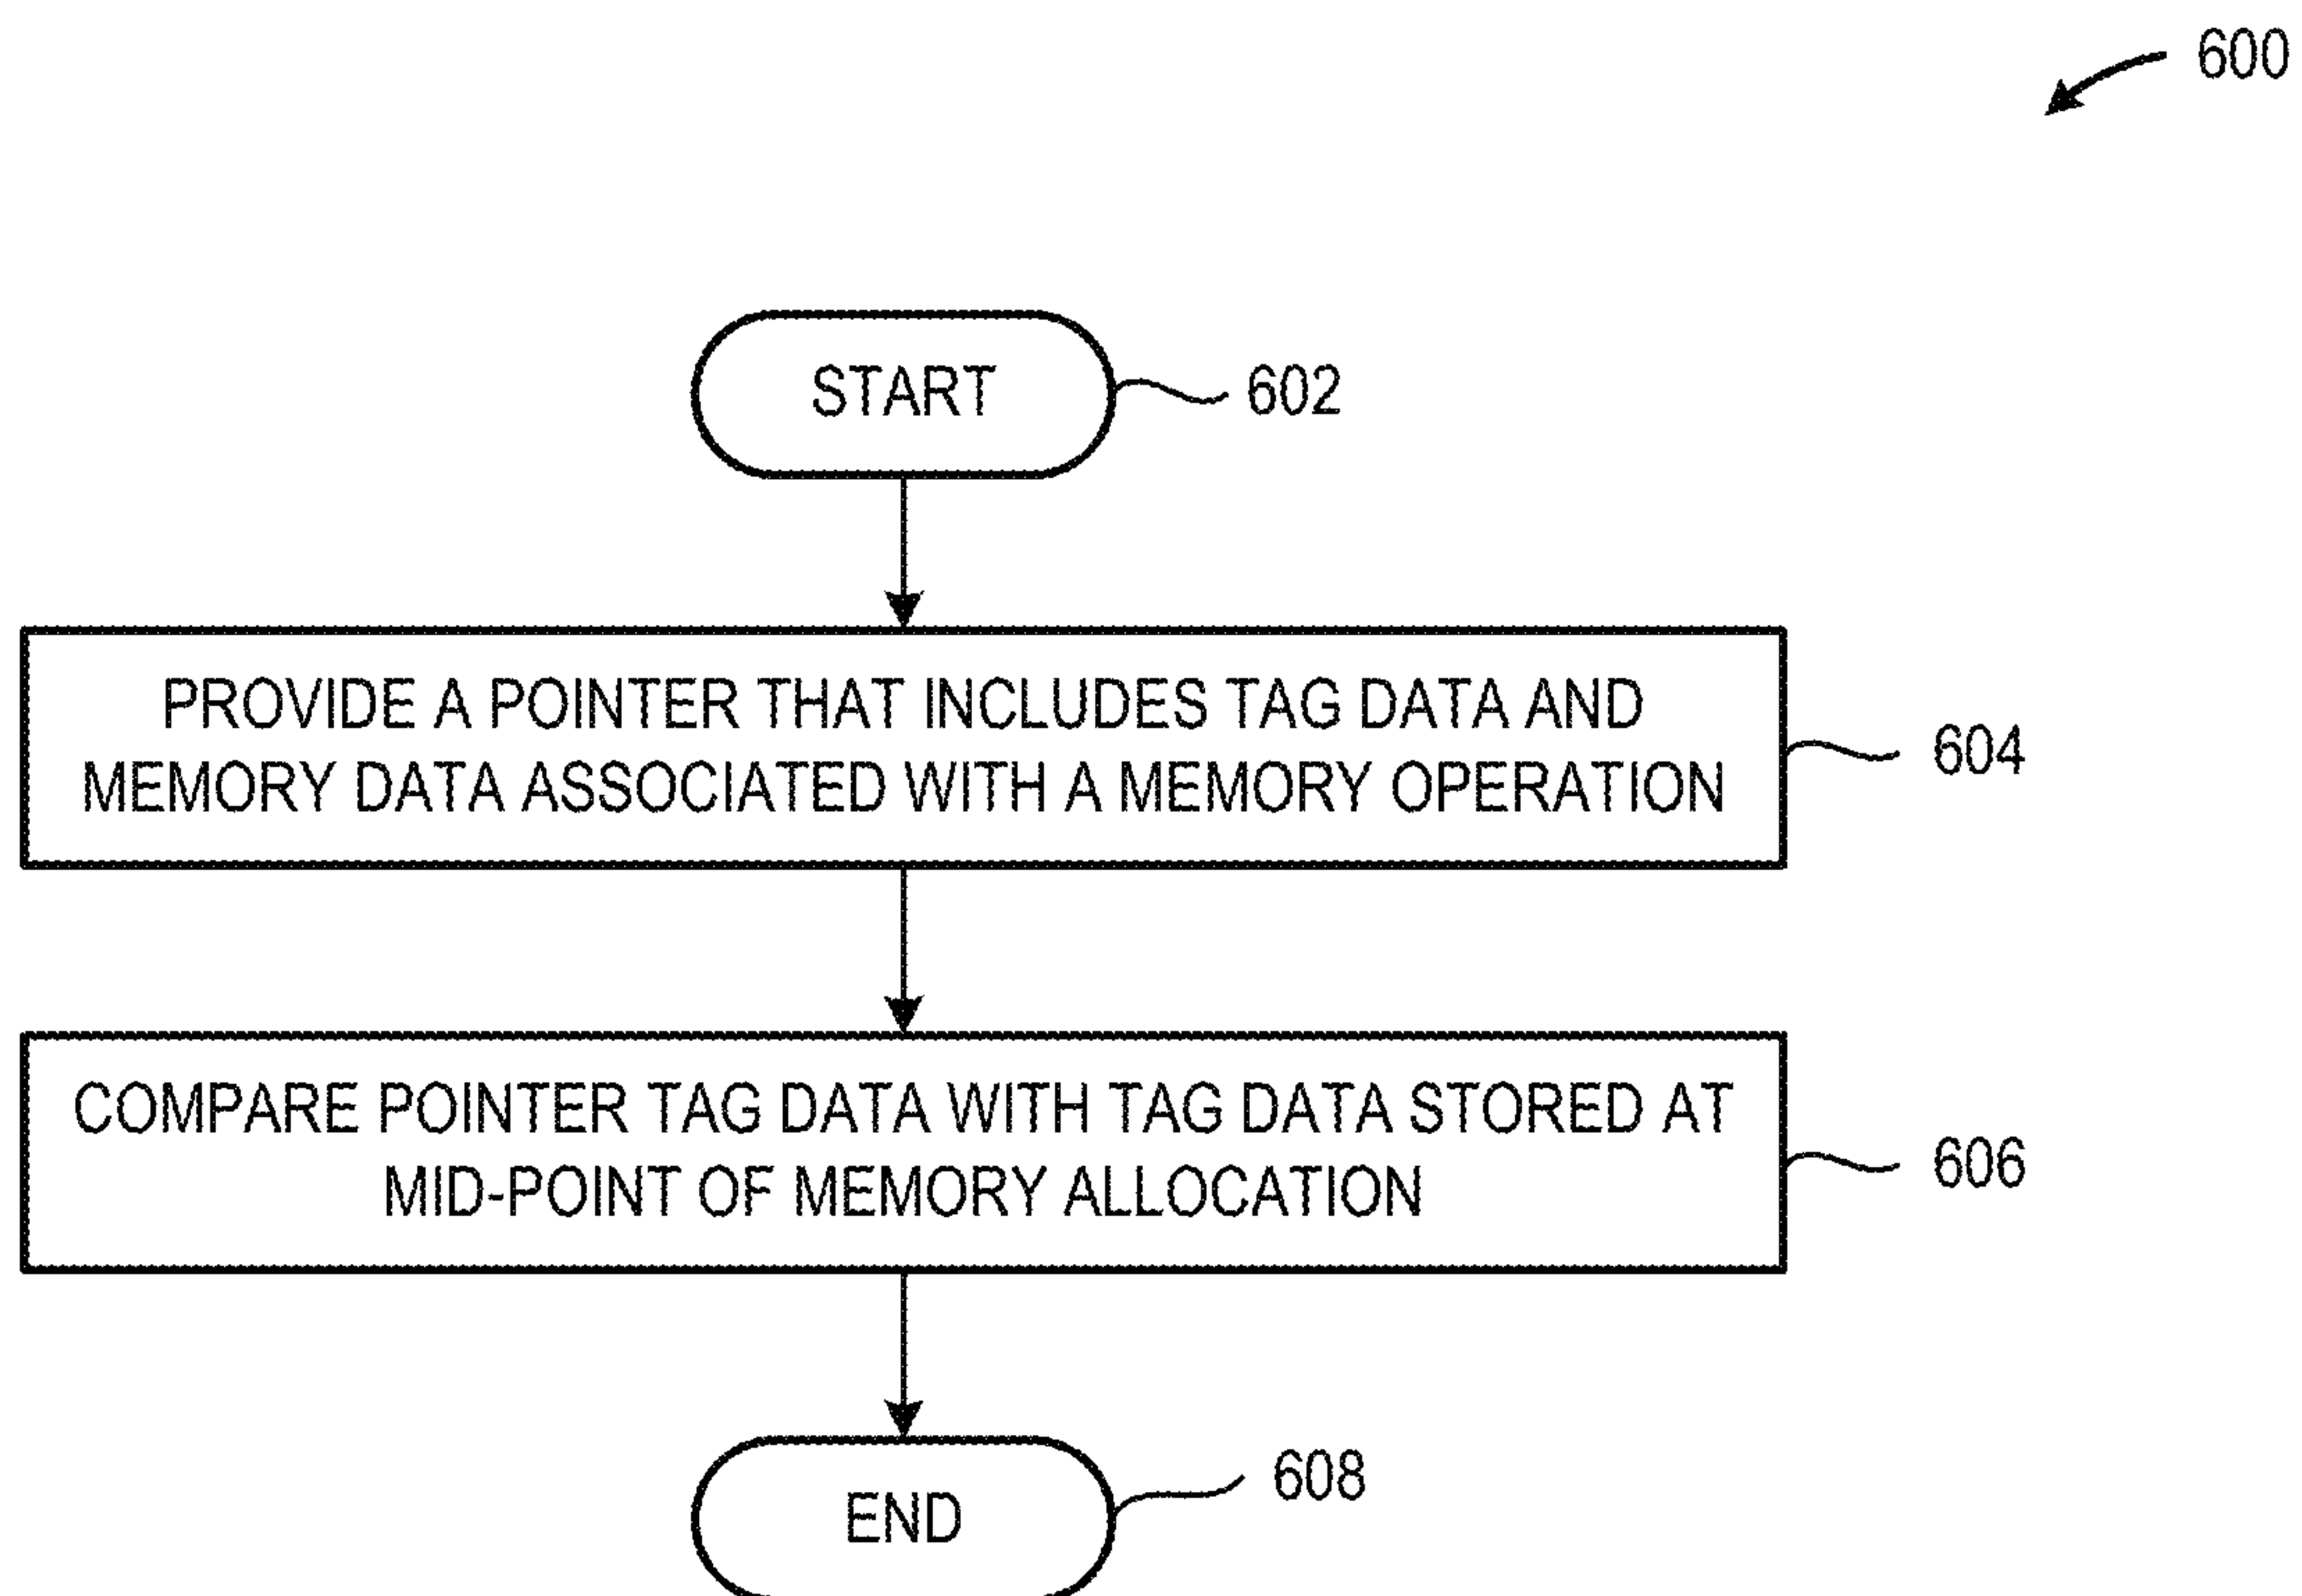 600
START
602
PROVIDE A POINTER THAT INCLUDES TAG DATA AND
MEMORY DATA ASSOCIATED WITH A MEMORY OPERATION
604
COMPARE POINTER TAG DATA WITH TAG DATA STORED AT
MID-POINT OF MEMORY ALLOCATION
606
END
608